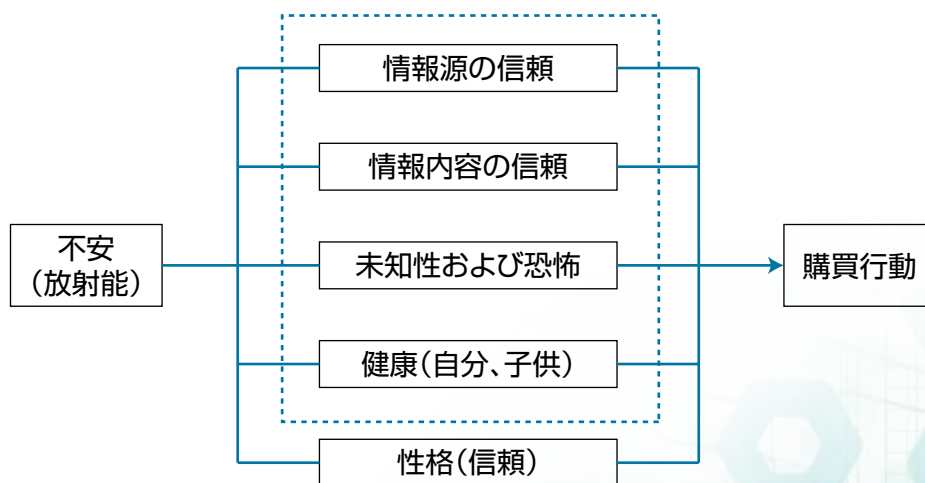 情報源の信頼
情報内容の信頼
不安
(放射能)
未知性および恐怖
購買行動
健康(自分、子供)
性格(信頼)